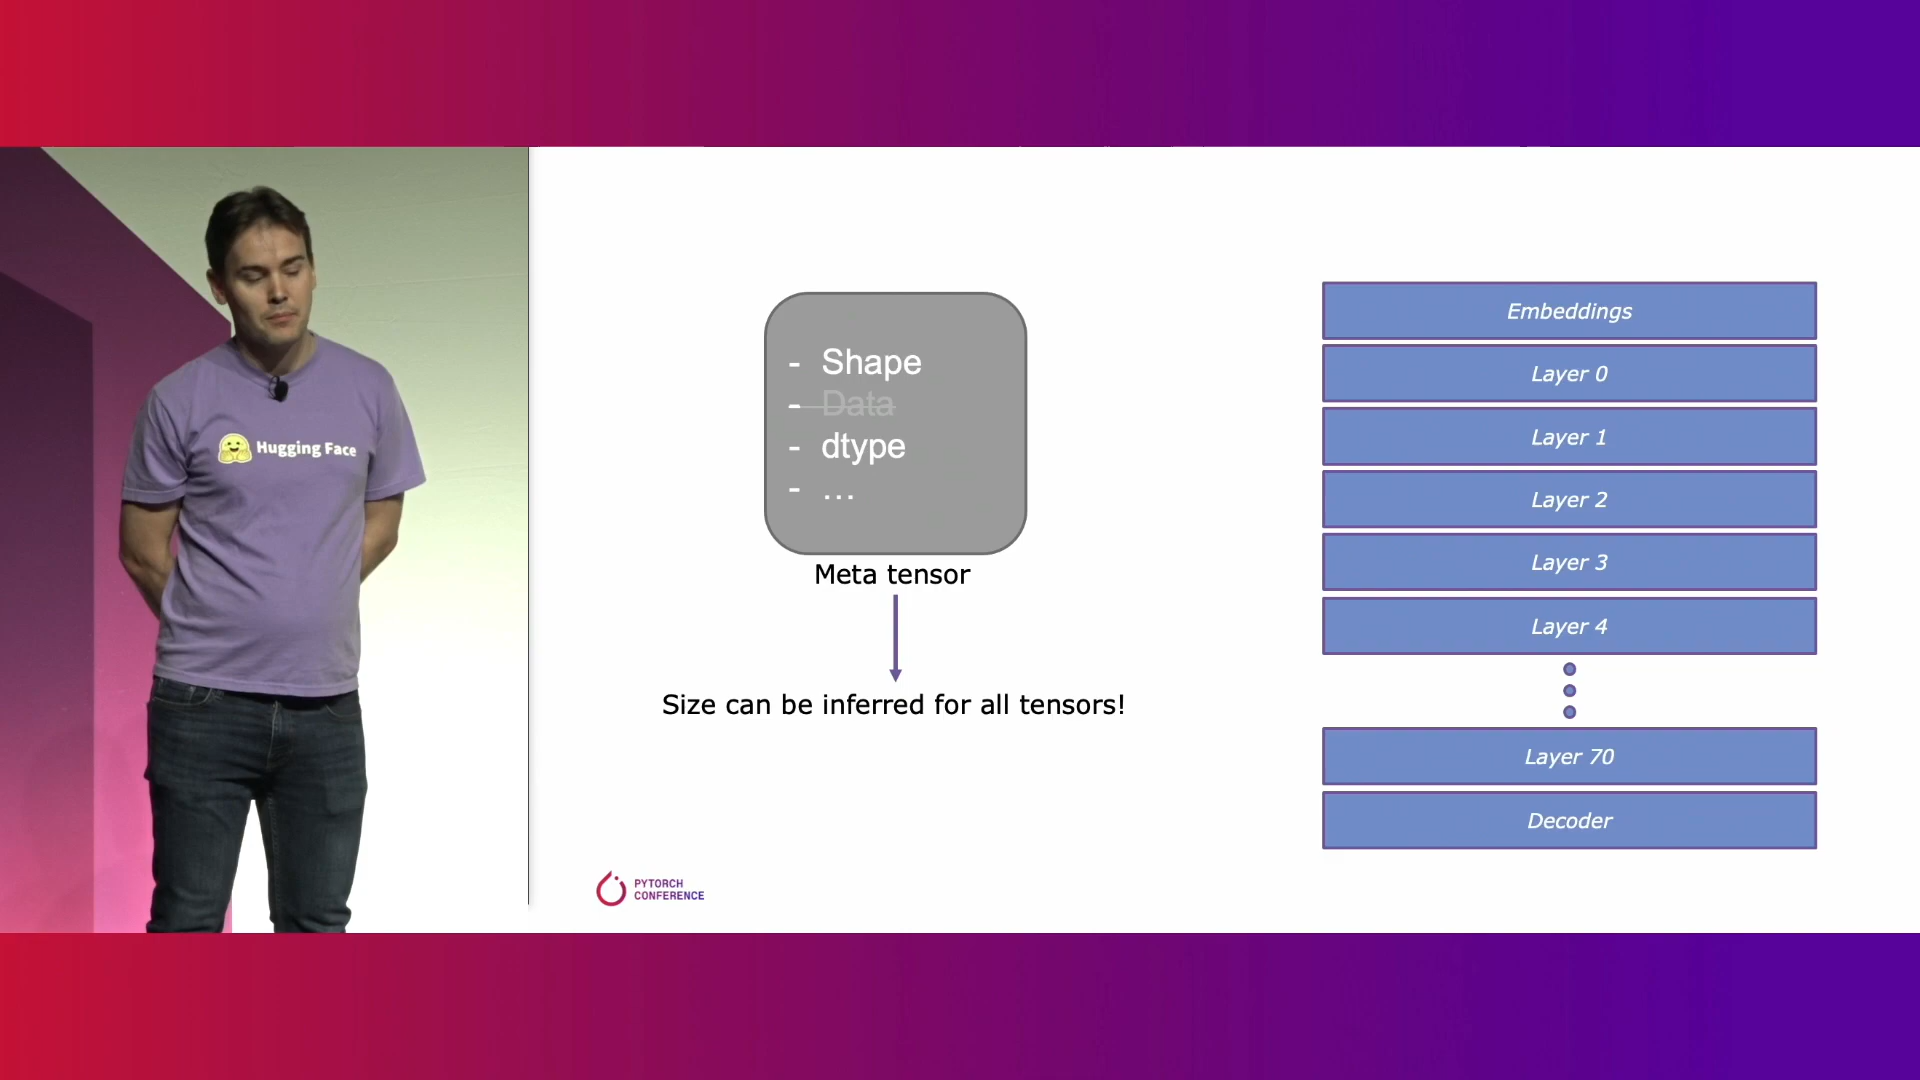 Hugging Face
- Shape
- Data
- dtype
- ...
Meta tensor
Size can be inferred for all tensors!
Embeddings
Layer 0
Layer 1
Layer 2
Layer 3
Layer 4
Layer 70
Decoder
PYTORCH
CONFERENCE